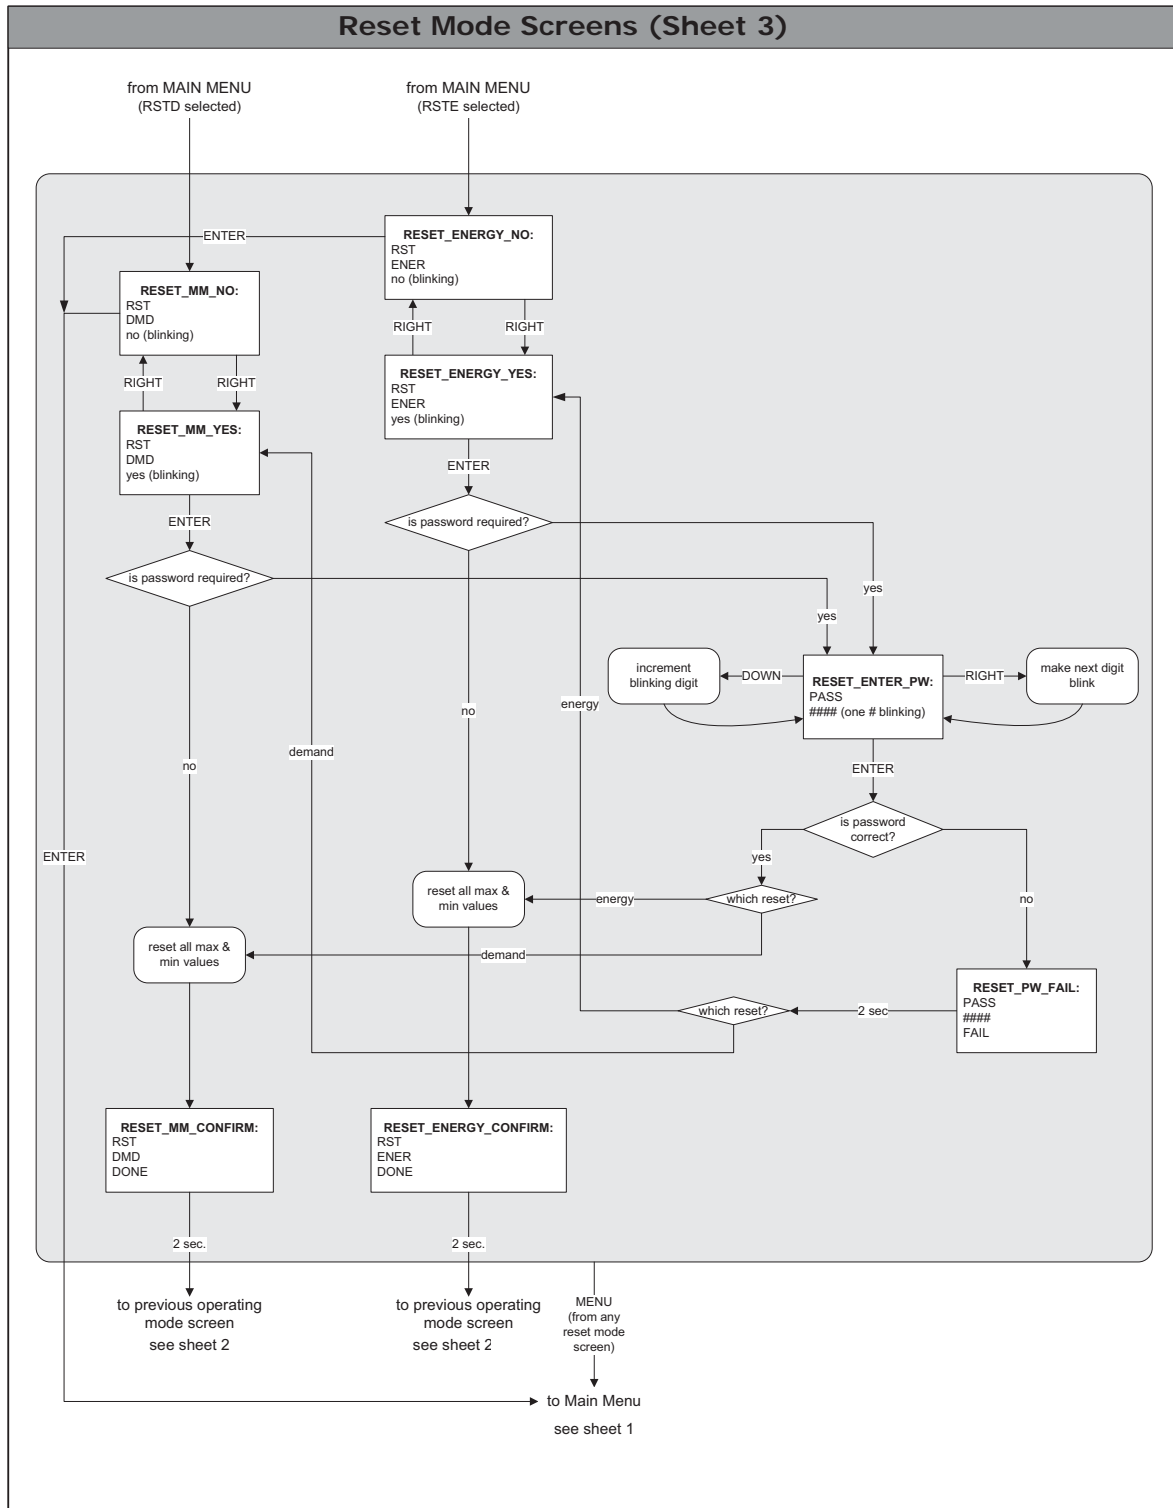 Reset Mode Screens (Sheet 3)
from MAIN MENU
(RSTD selected)
from MAIN MENU
(RSTE selected)
ENTER
RESET_ENERGY_NO:
RST
ENER
no (blinking)
RESET_MM_NO:
RST
DMD
no (blinking)
RIGHT
RIGHT
RESET_ENERGY_YES:
RST
ENER
yes (blinking)
RIGHT
RIGHT
RESET_MM_YES:
RST
DMD
yes (blinking)
ENTER
is password required?
ENTER
is password required?
yes
yes
increment
blinking digit
DOWN
RESET_ENTER_PW:
PASS
#### (one # blinking)
RIGHT
make next digit
blink
energy
no
demand
no
ENTER
is password
correct?
yes
ENTER
reset all max &
min values
energy
which reset?
no
reset all max &
min values
demand
RESET_PW_FAIL:
PASS
####
FAIL
2 sec
which reset?
RESET_MM_CONFIRM:
RST
DMD
DONE
RESET_ENERGY_CONFIRM:
RST
ENER
DONE
2 sec.
2 sec.
to previous operating
mode screen
see sheet 2
to previous operating
mode screen
see sheet 2
MENU
(from any
reset mode
screen)
to Main Menu
see sheet 1